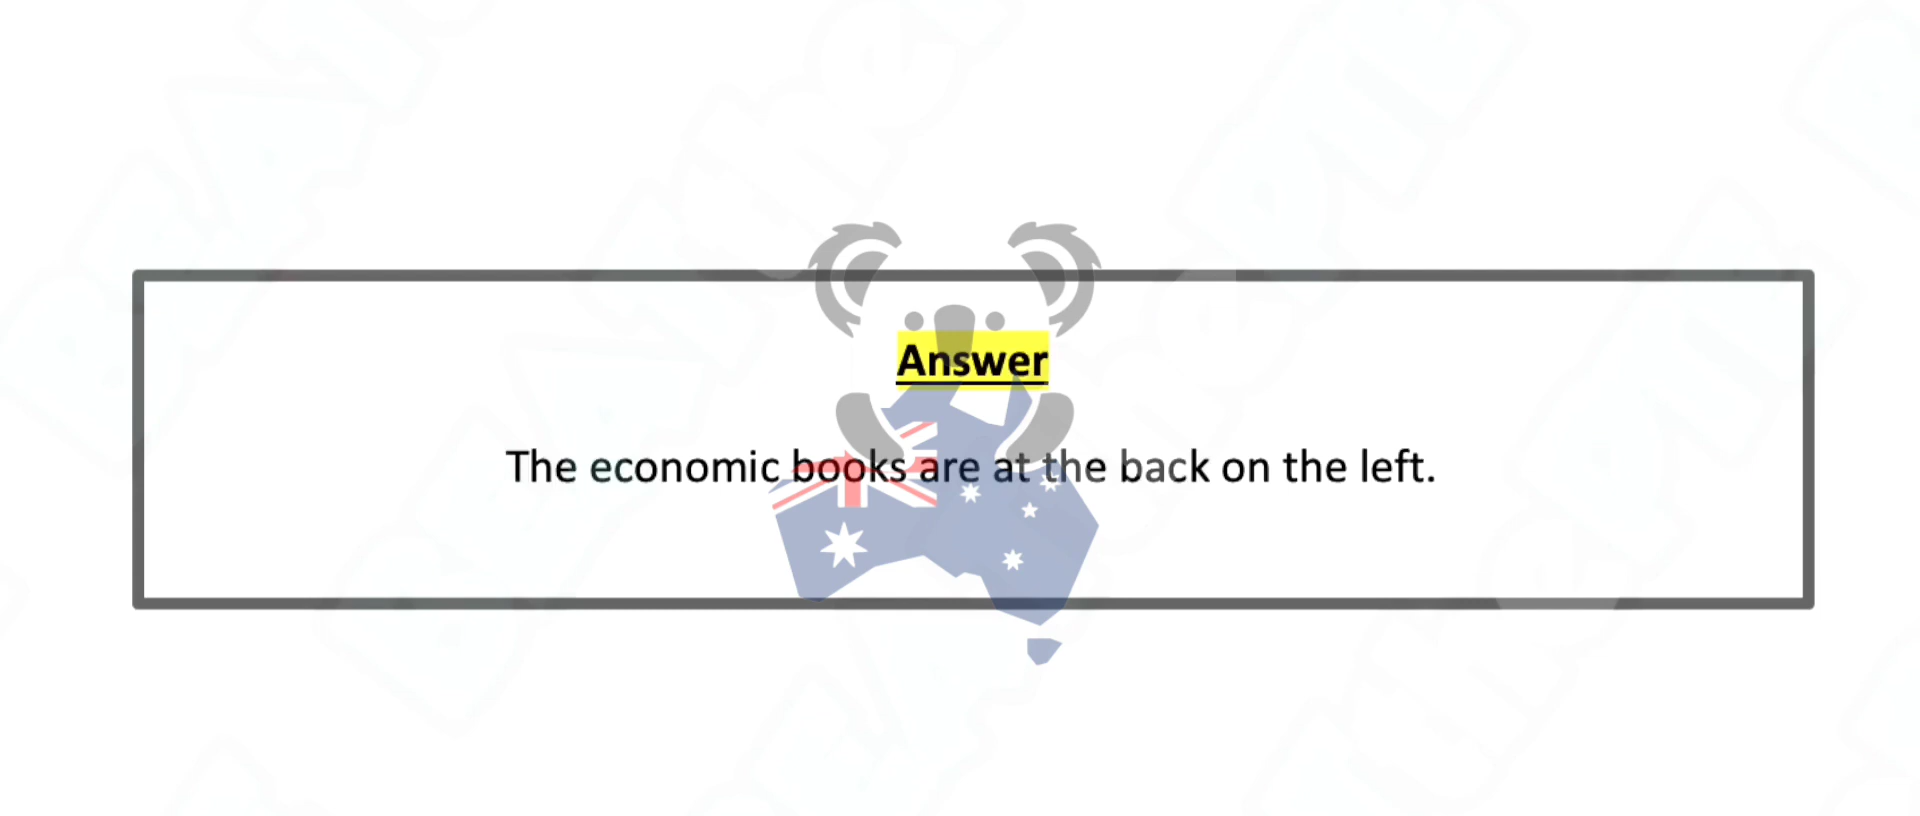 Answer
The economic books are at the back on the left.